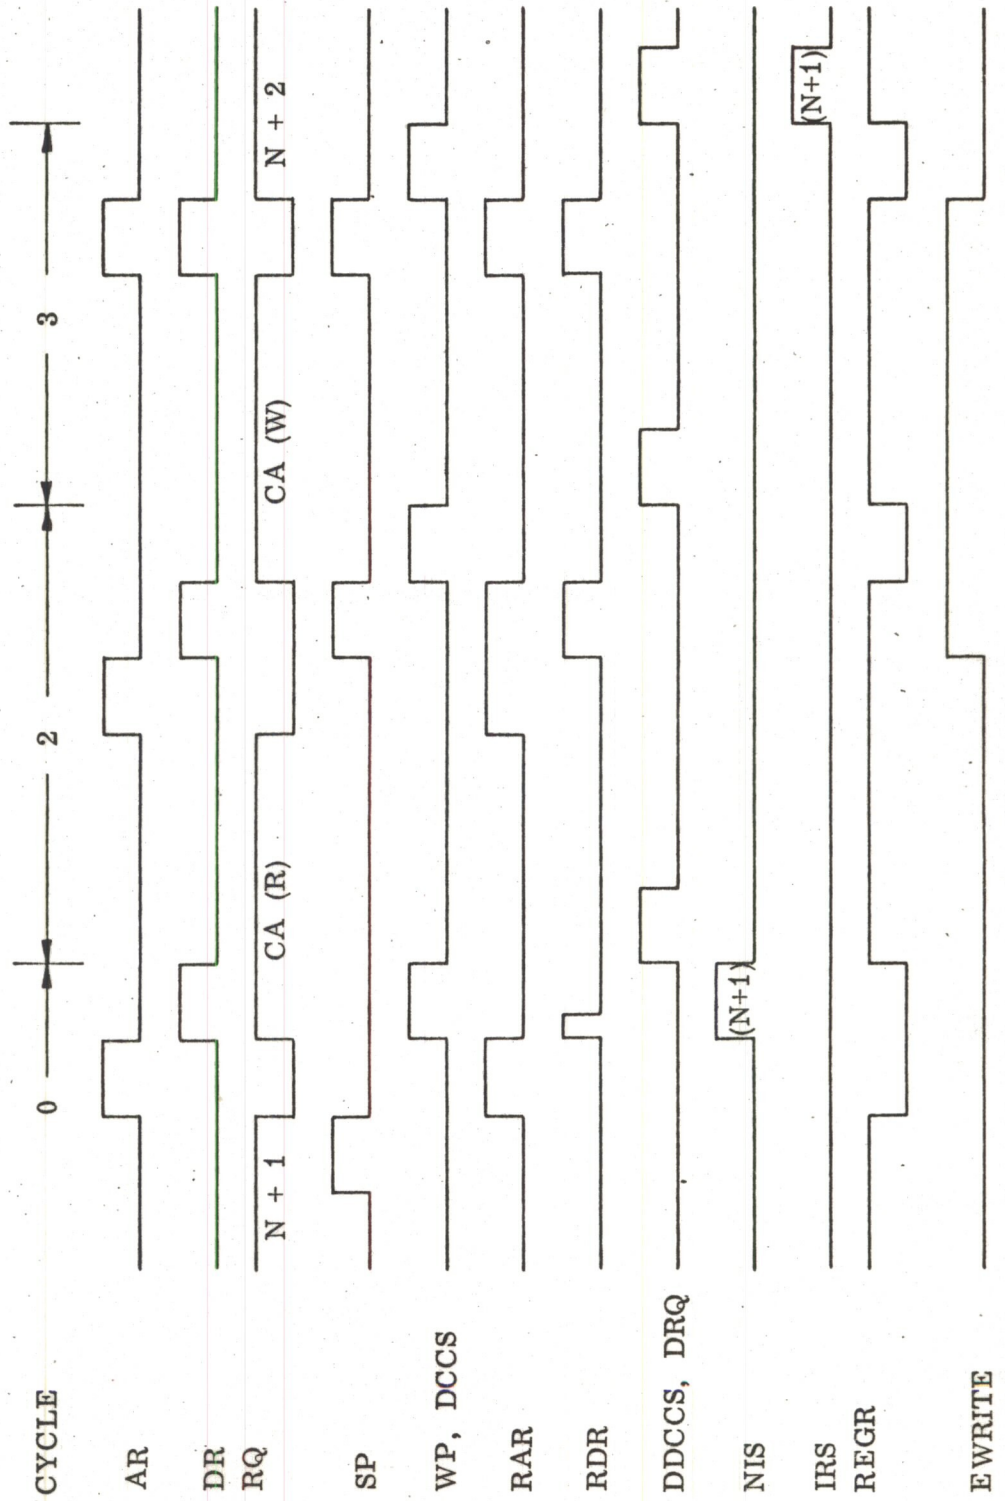 CYCLE 0 2 3
AR
DR
RQ N + 1 CA (R) CA (W) N + 2
SP
WP, DCCS
RAR
RDR
DDCCS, DRQ
NIS (N+1)
IRS (N+1)
REGR
EWRITE